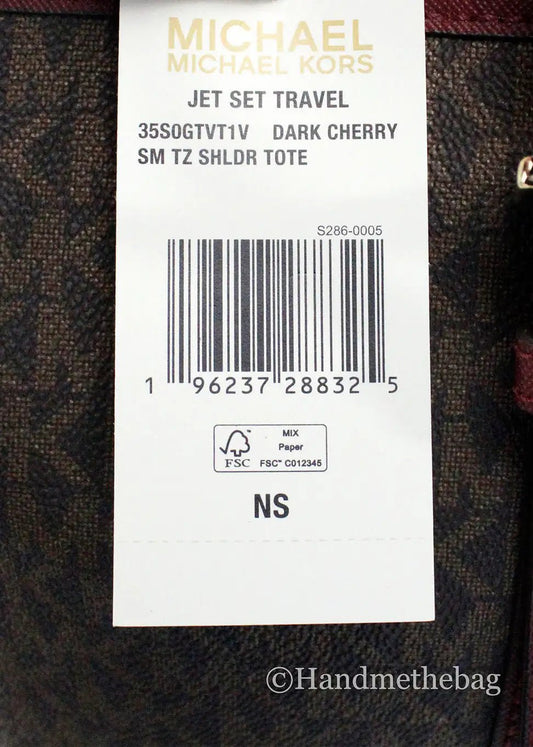 MICHAEL
MICHAEL KORS
JET SET TRAVEL
35S0GTVT1V DARK CHERRY
SM TZ SHLDR TOTE
S286-0005
1 96237 28832 5
MIX
Paper
FSC™ C012345
FSC
NS
©Handmethebag